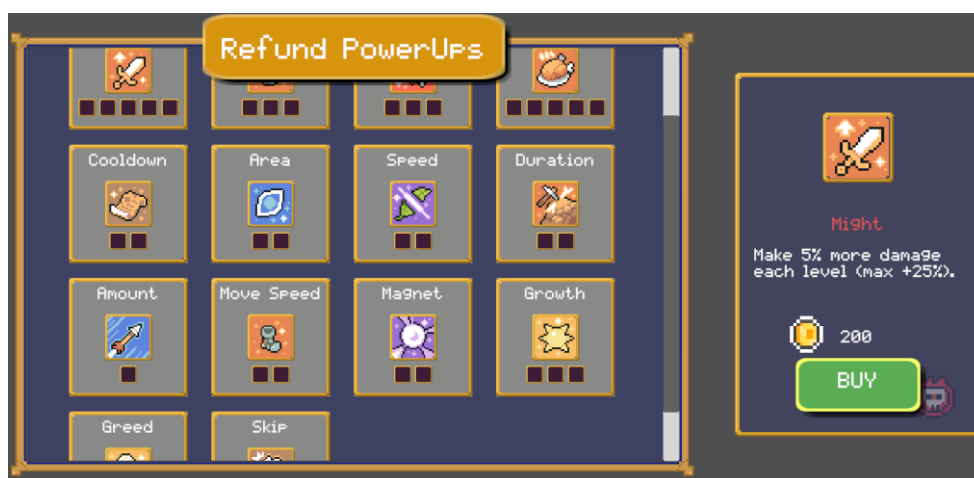 Refund PowerUps
Cooldown
Area
Speed
Duration
Amount
Move Speed
Magnet
Growth
Greed
Skip
Might
Make 5% more damage
each level (max +25%).
200
BUY